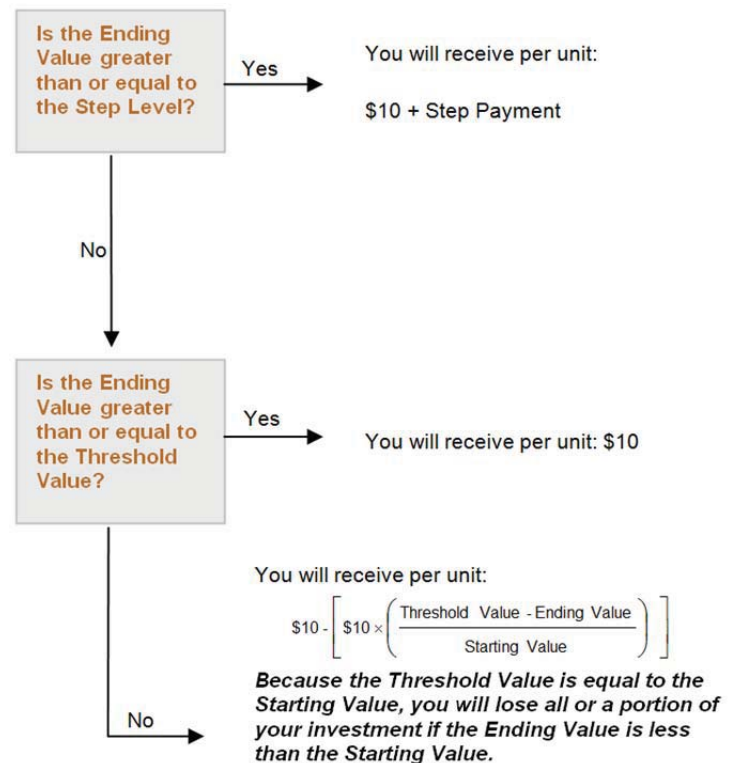 Is the Ending
Value greater
than or equal to
the Step Level?
Yes
You will receive per unit:
$10 + Step Payment
No
Is the Ending
Value greater
than or equal to
the Threshold
Value?
Yes
You will receive per unit: $10
No
You will receive per unit:
$10 - [ $10 × ( Threshold Value - Ending Value / Starting Value ) ]
Because the Threshold Value is equal to the
Starting Value, you will lose all or a portion of
your investment if the Ending Value is less
than the Starting Value.